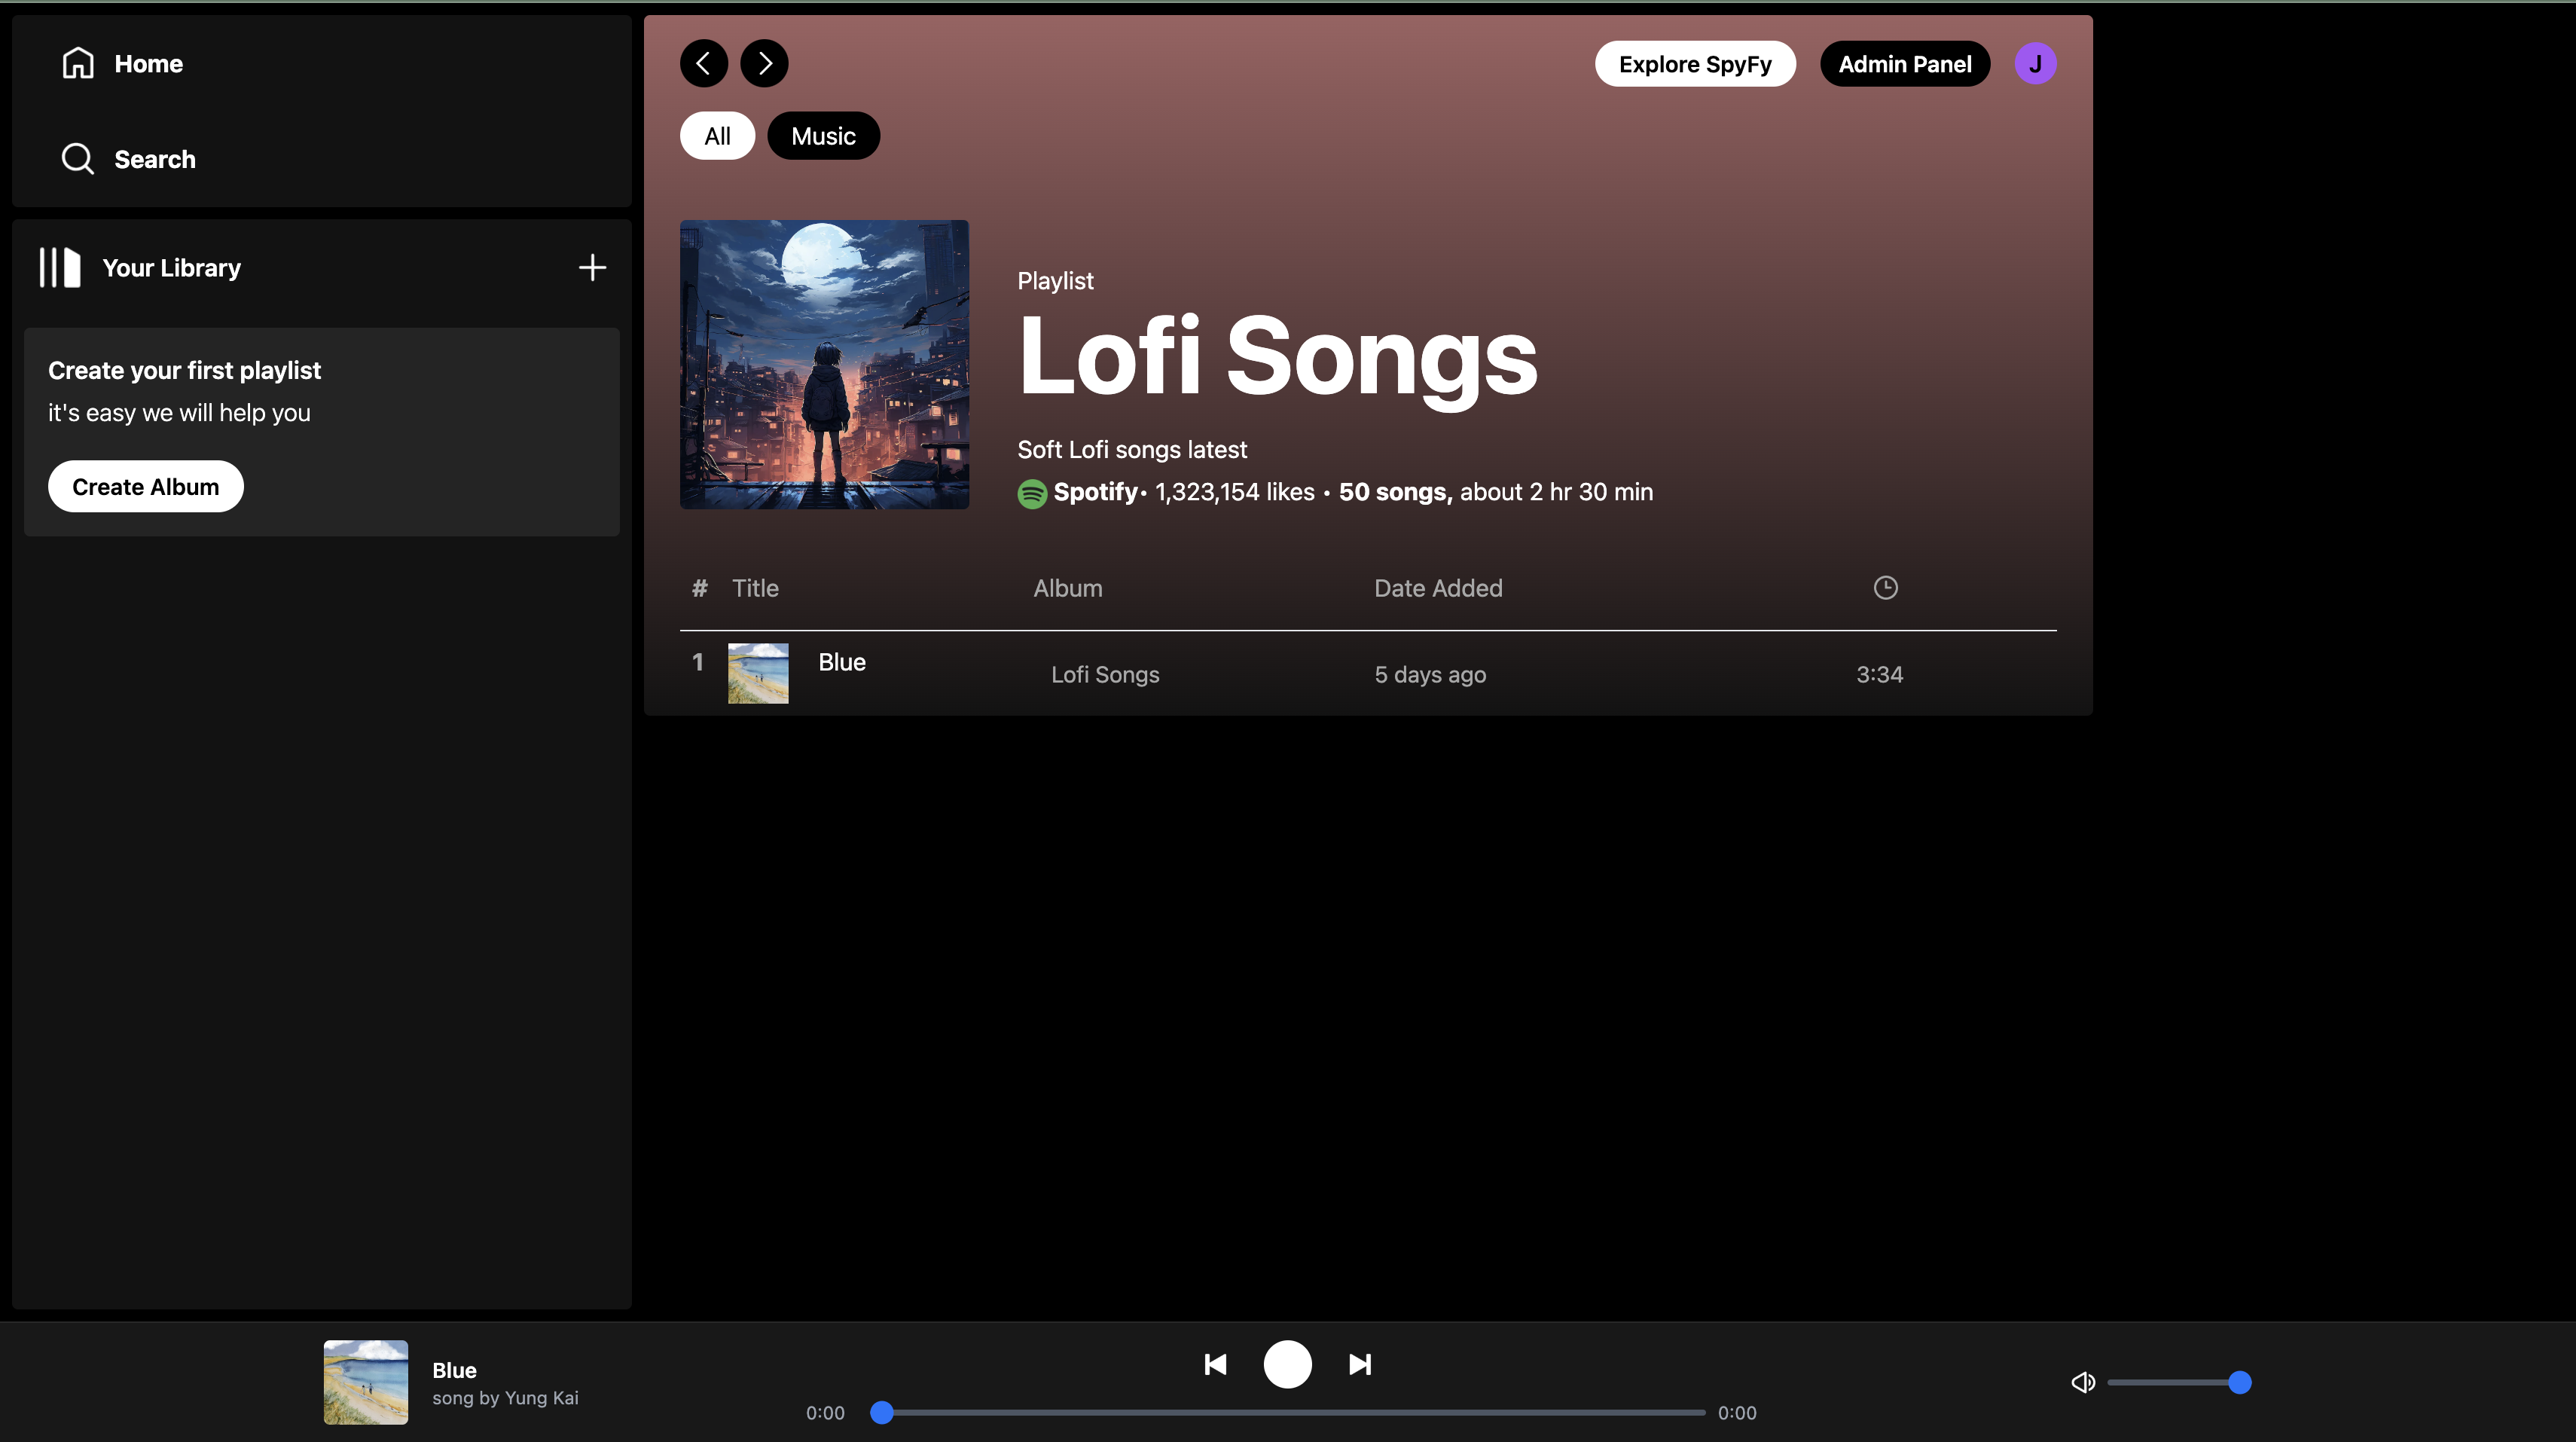 Home
Search
Your Library
Create your first playlist
it's easy we will help you
Create Album
Explore SpyFy
Admin Panel
J
All
Music
Playlist
Lofi Songs
Soft Lofi songs latest
Spotify• 1,323,154 likes • 50 songs, about 2 hr 30 min
# Title Album Date Added
1 Blue Lofi Songs 5 days ago 3:34
Blue
song by Yung Kai
0:00
0:00